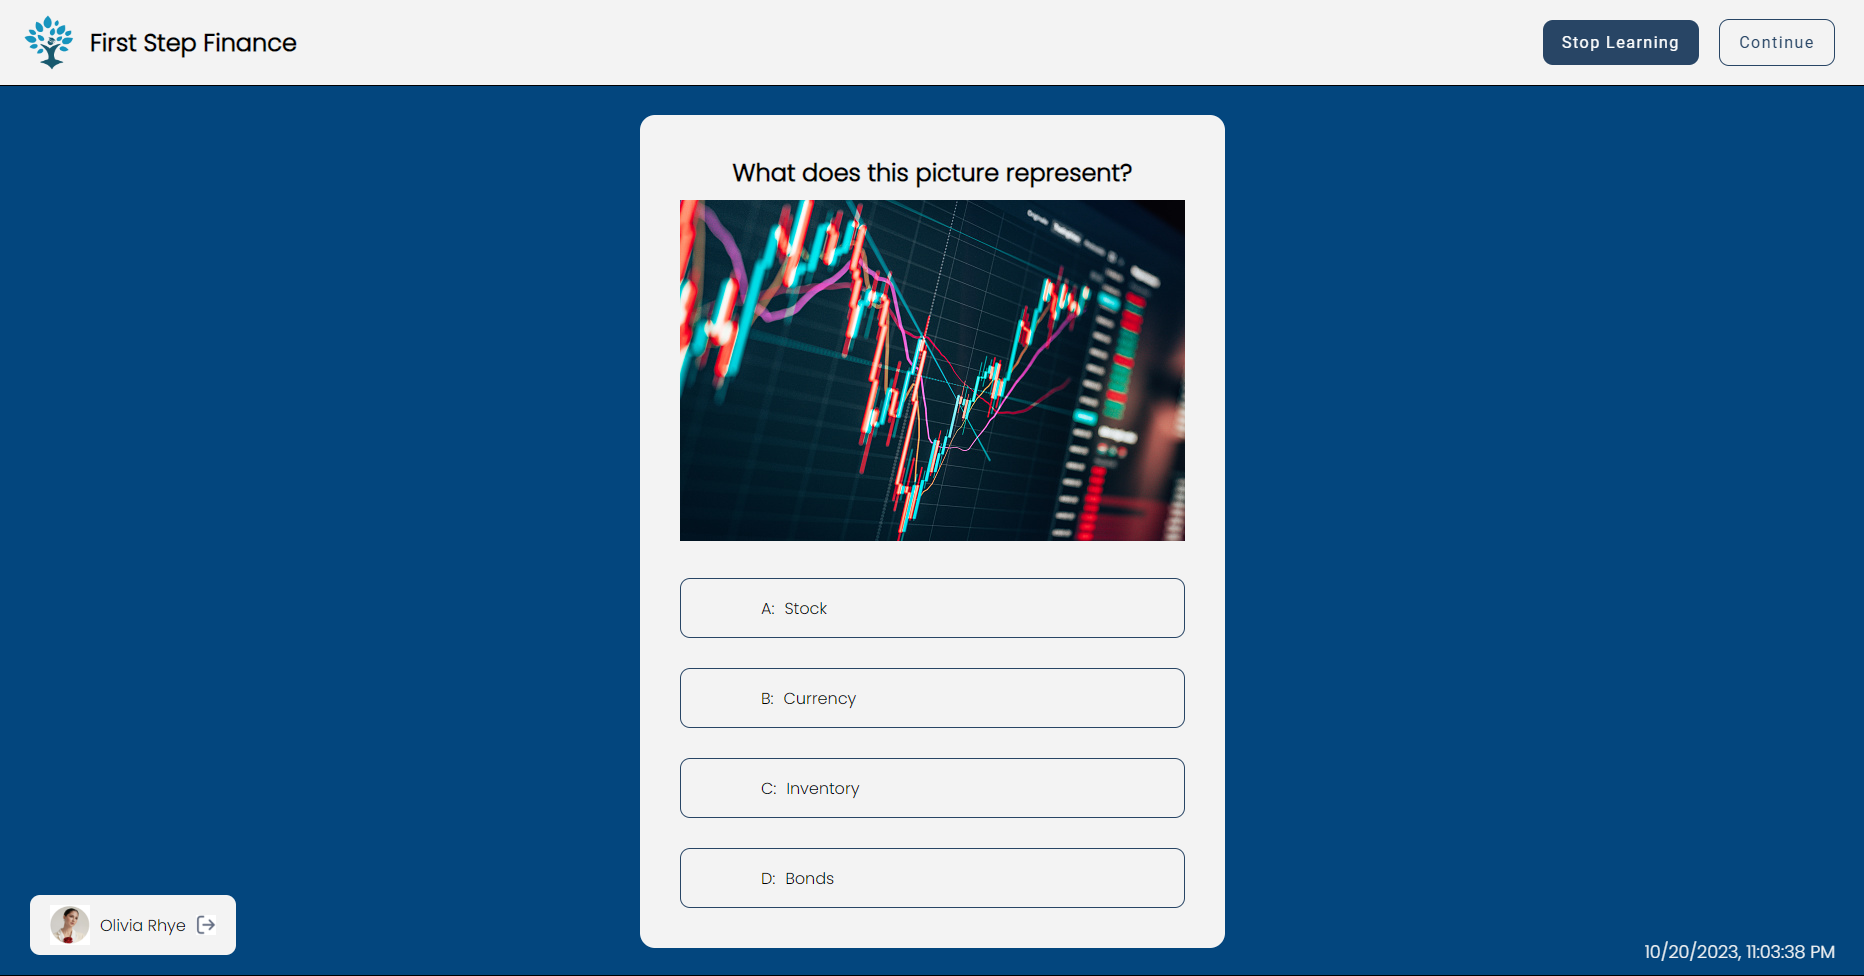 First Step Finance
Stop Learning
Continue
What does this picture represent?
A: Stock
B: Currency
C: Inventory
D: Bonds
Olivia Rhye
10/20/2023, 11:03:38 PM